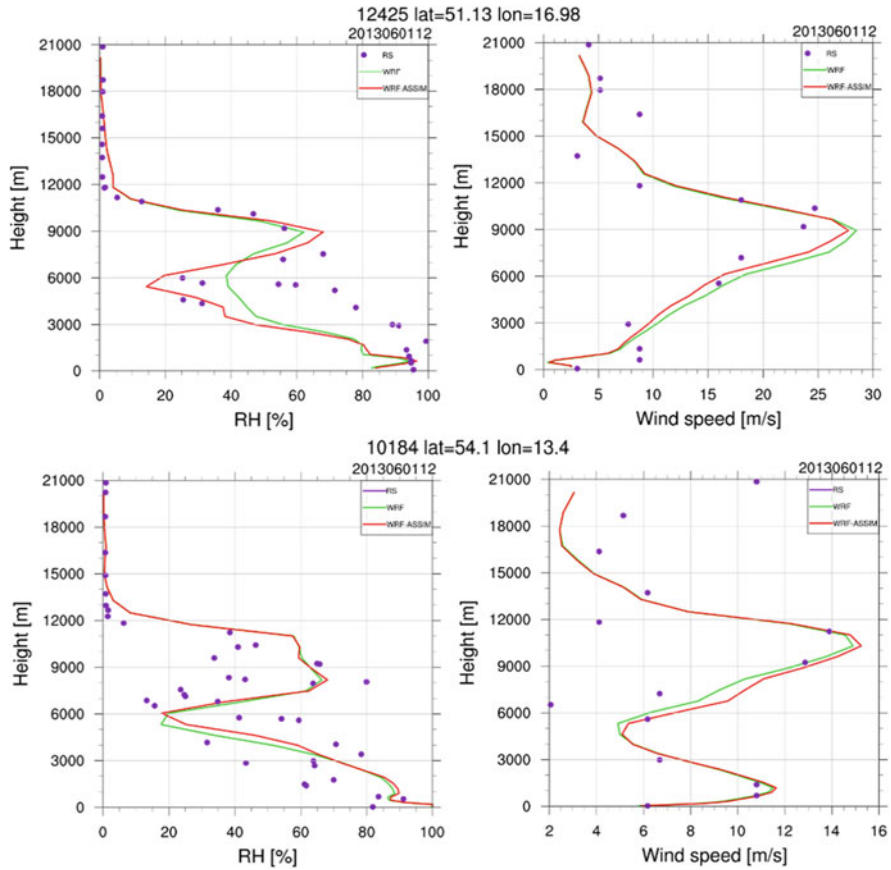 12425 lat=51.13 lon=16.98
2013060112 2013060112
21000 RS 21000 RS
WRF WRF
18000 WRF ASSIM 18000 WRF ASSIM
15000 15000
12000 12000
Height [m] Height [m]
9000 9000
6000 6000
3000 3000
0 0
0 20 40 60 80 100 0 5 10 15 20 25 30
RH [%] Wind speed [m/s]
10184 lat=54.1 lon=13.4
2013060112 2013060112
21000 RS 21000 RS
WRF WRF
18000 WRF ASSIM 18000 WRF ASSIM
15000 15000
12000 12000
Height [m] Height [m]
9000 9000
6000 6000
3000 3000
0 0
0 20 40 60 80 100 2 4 6 8 10 12 14 16
RH [%] Wind speed [m/s]